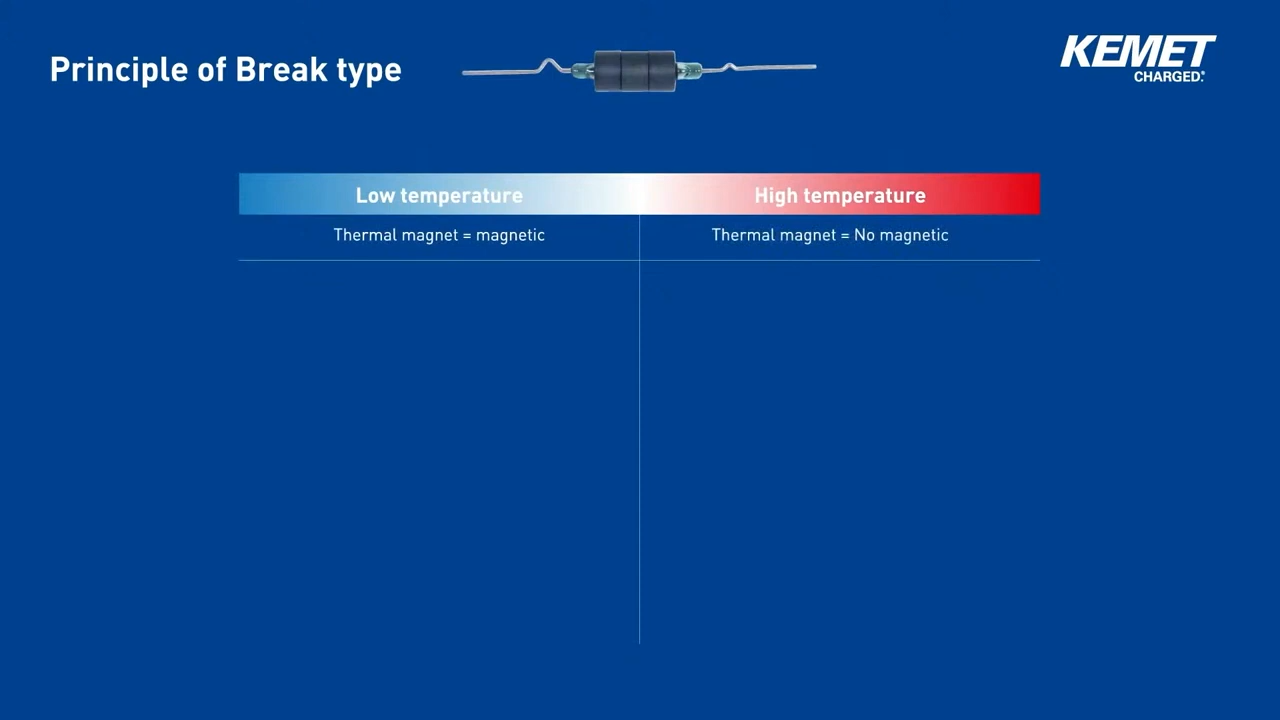 Principle of Break type
KEMET
CHARGED®
Low temperature
High temperature
Thermal magnet = magnetic
Thermal magnet = No magnetic